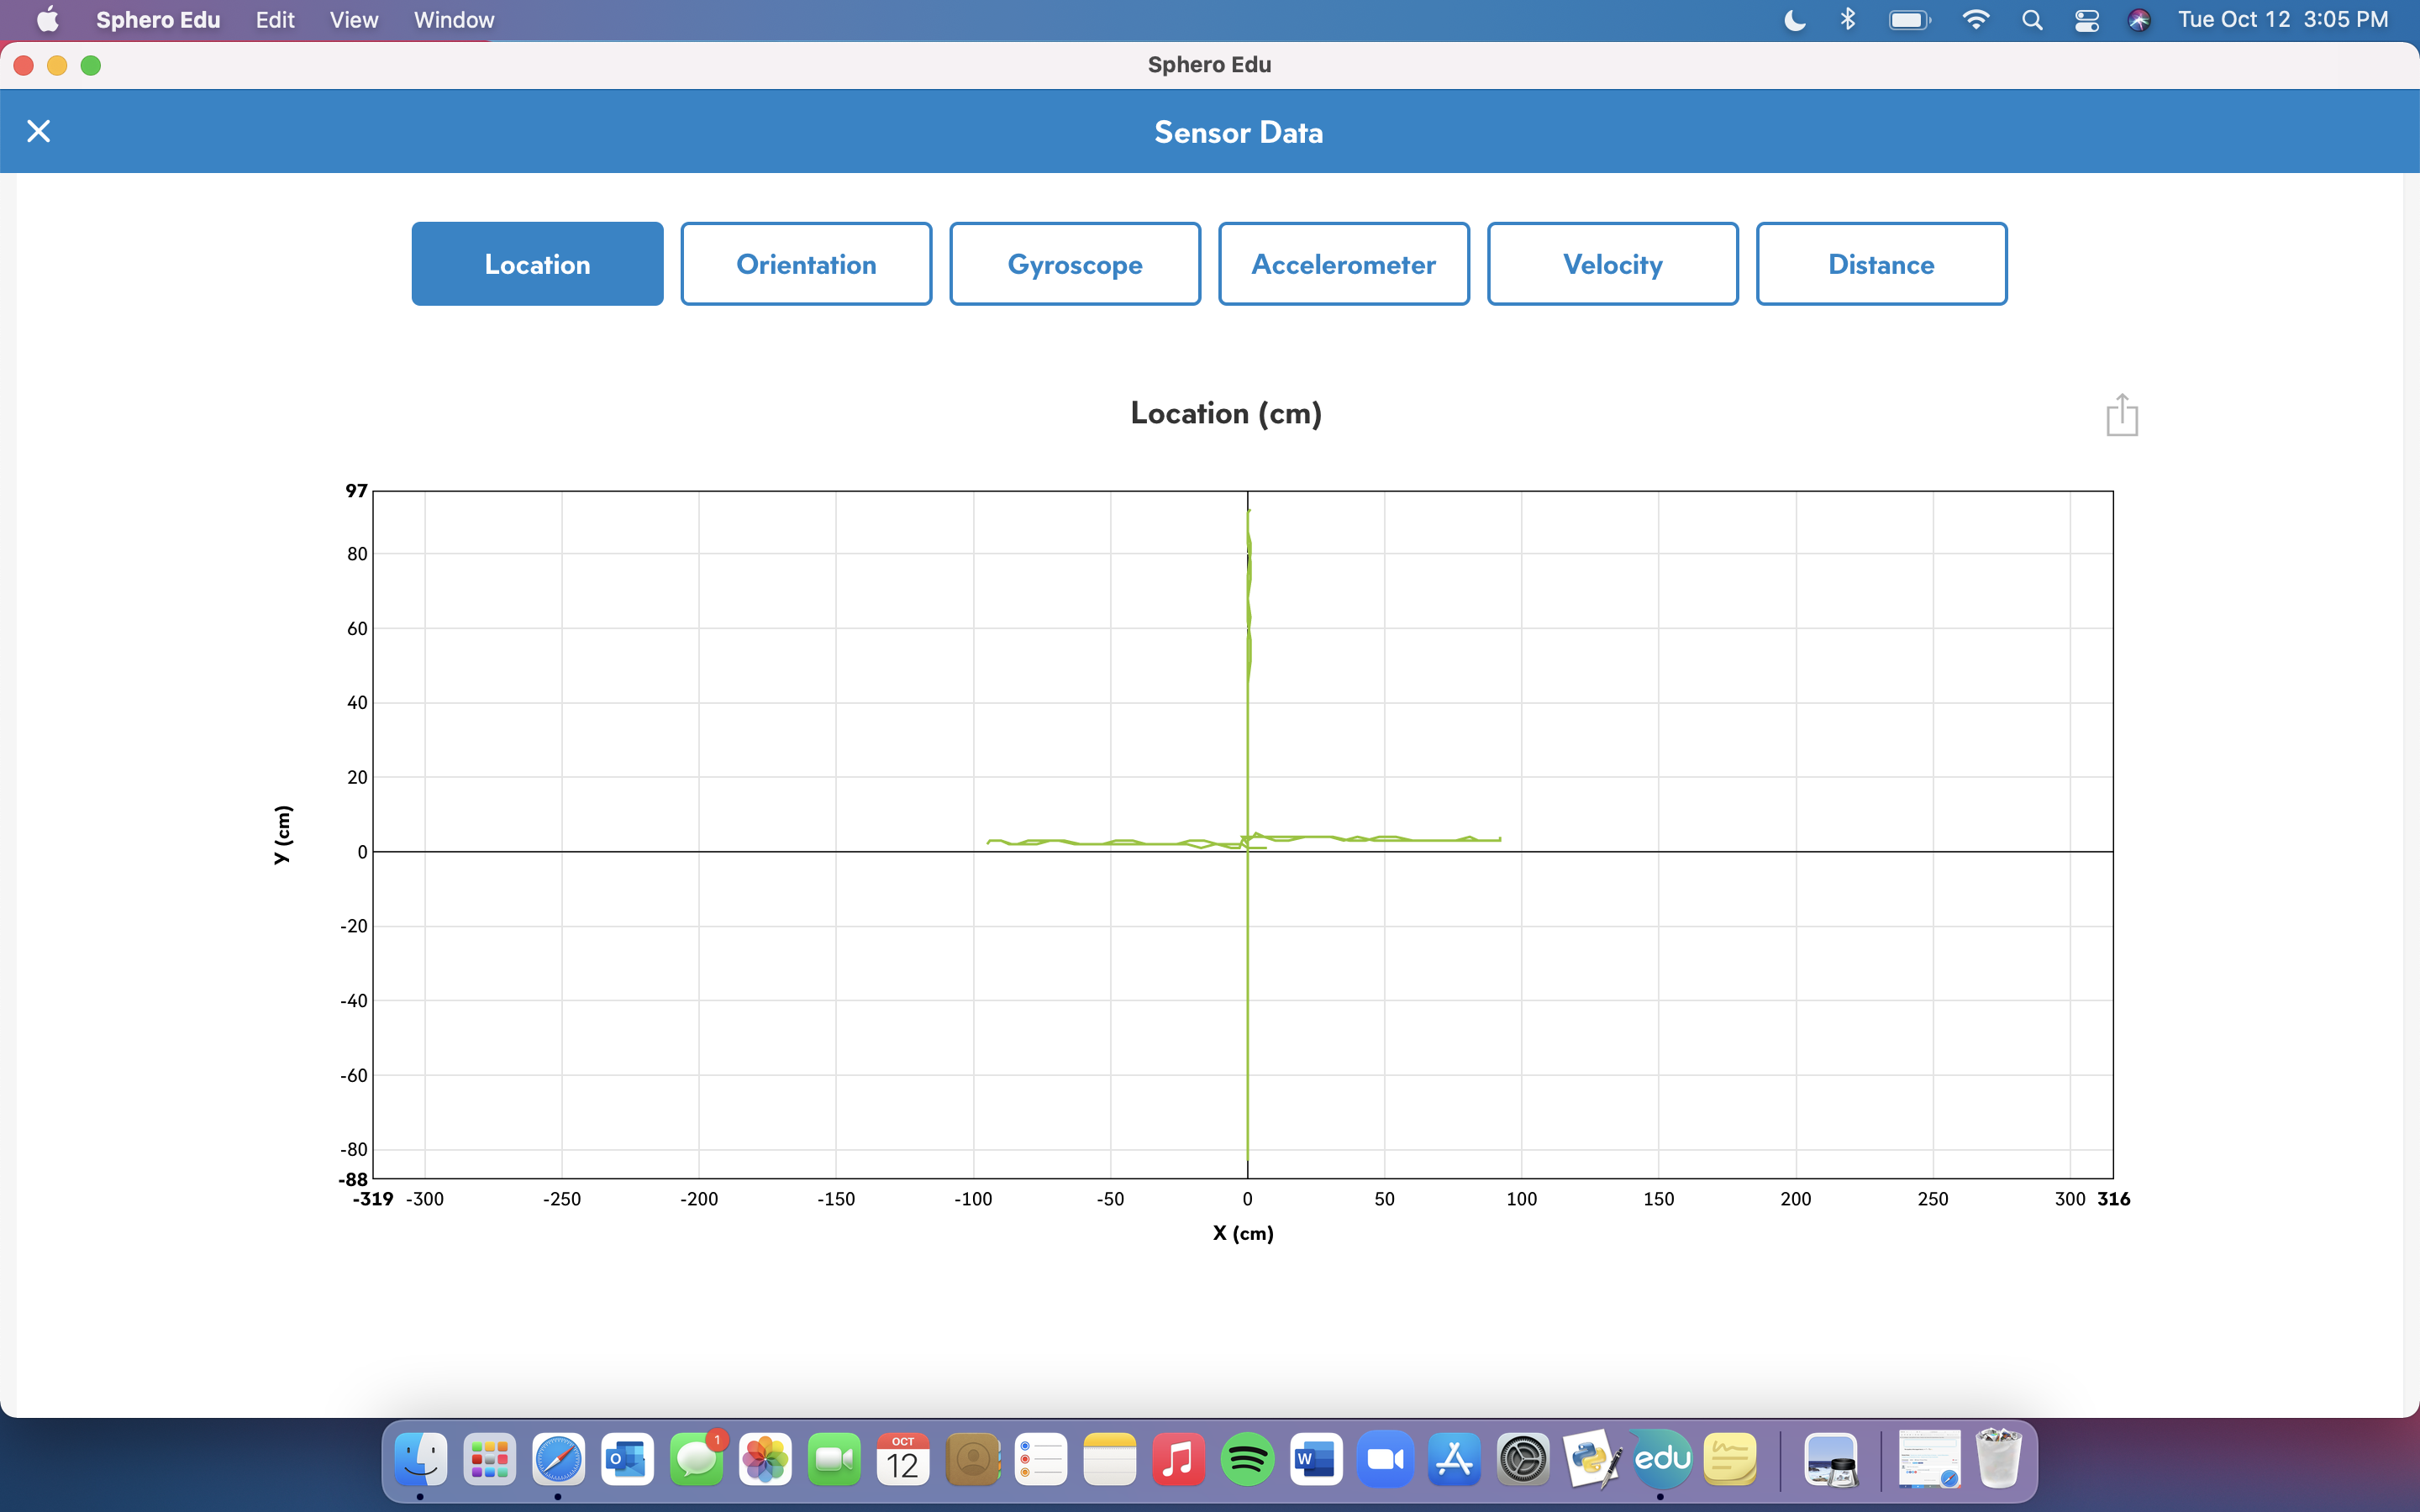 Sphero Edu Edit View Window Tue Oct 12 3:05 PM
Sphero Edu
Sensor Data
Location Orientation Gyroscope Accelerometer Velocity Distance
Location (cm)
97
80
60
40
20
y (cm)
0
-20
-40
-60
-80
-88
-319 -300 -250 -200 -150 -100 -50 0 50 100 150 200 250 300 316
X (cm)
1
OCT
12
O
W
edu